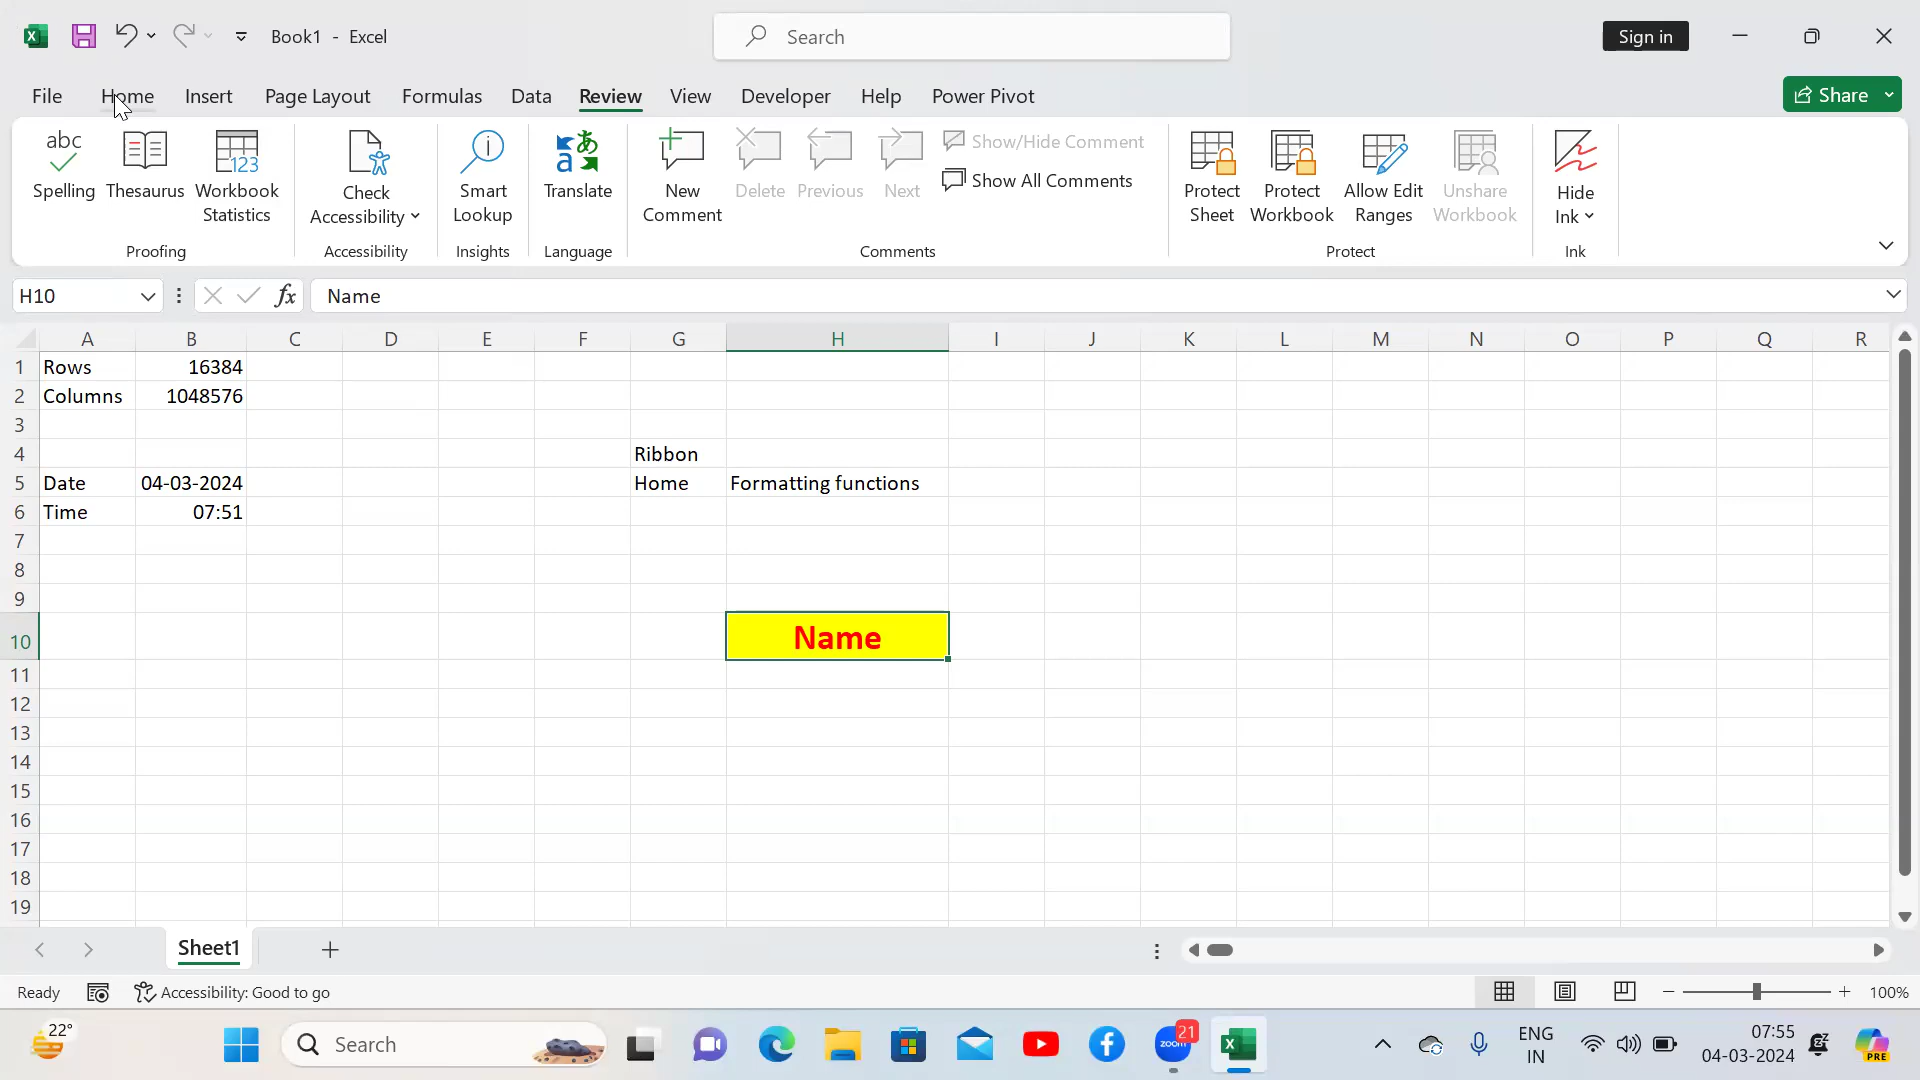 Book1 - Excel
Search
Sign in
File Home Insert Page Layout Formulas Data Review View Developer Help Power Pivot
Share
abc
Spelling
Thesaurus
123
Workbook
Statistics
Proofing
Check
Accessibility
Accessibility
Smart
Lookup
Insights
Translate
Language
New
Comment
Delete
Previous
Next
Show/Hide Comment
Show All Comments
Comments
Protect
Sheet
Protect
Workbook
Allow Edit
Ranges
Unshare
Workbook
Protect
Hide
Ink
Ink
H10
fx
Name
A B C D E F G H I J K L M N O P Q R
1 Rows 16384
2 Columns 1048576
3
4 Ribbon
5 Date 04-03-2024 Home Formatting functions
6 Time 07:51
7
8
9
10 Name
11
12
13
14
15
16
17
18
19
Sheet1
Ready
Accessibility: Good to go
100%
22°
Search
zoom
21
ENG
IN
07:55
04-03-2024
PRE